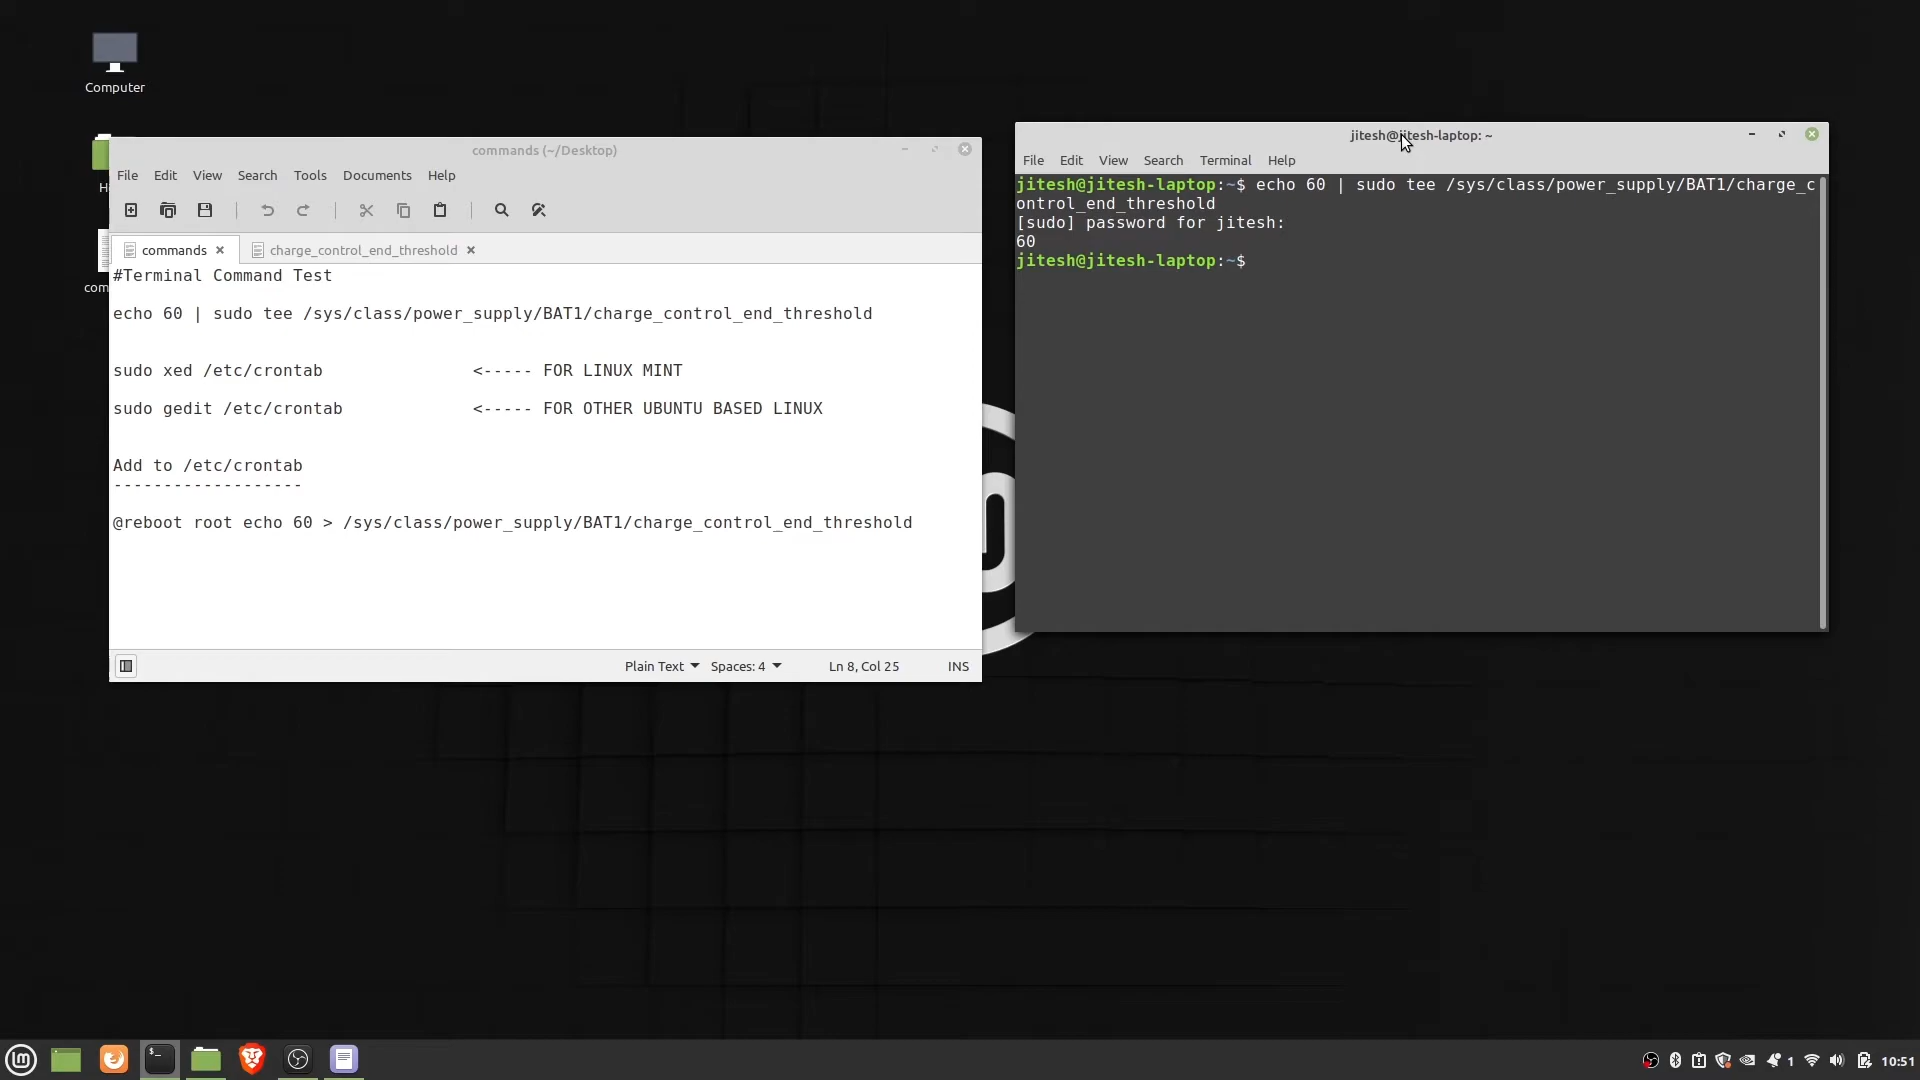 Computer
commands (~/Desktop)
File Edit View Search Tools Documents Help
commands
charge_control_end_threshold
#Terminal Command Test
echo 60 | sudo tee /sys/class/power_supply/BAT1/charge_control_end_threshold
sudo xed /etc/crontab <----- FOR LINUX MINT
sudo gedit /etc/crontab <----- FOR OTHER UBUNTU BASED LINUX
Add to /etc/crontab
-------------------
@reboot root echo 60 > /sys/class/power_supply/BAT1/charge_control_end_threshold
Plain Text Spaces: 4 Ln 8, Col 25 INS
jitesh@jitesh-laptop: ~
File Edit View Search Terminal Help
jitesh@jitesh-laptop:~$ echo 60 | sudo tee /sys/class/power_supply/BAT1/charge_c
ontrol_end_threshold
[sudo] password for jitesh:
60
jitesh@jitesh-laptop:~$
1
10:51